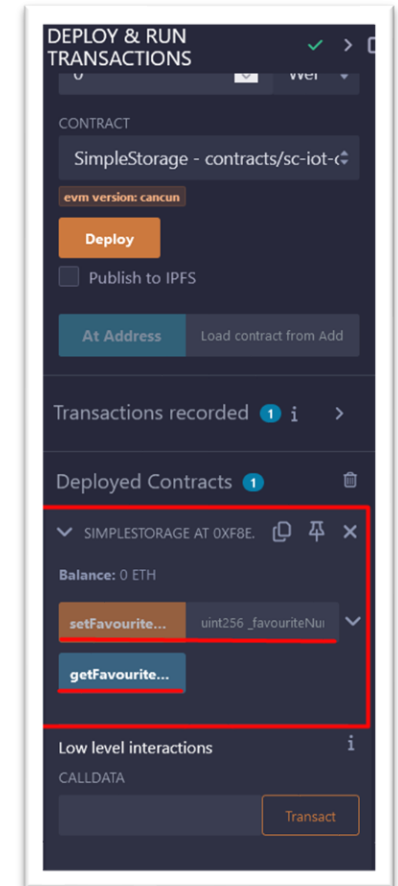 DEPLOY & RUN
TRANSACTIONS
0 Wei
CONTRACT
SimpleStorage - contracts/sc-iot-
evm version: cancun
Deploy
Publish to IPFS
At Address Load contract from Add
Transactions recorded 1 i
Deployed Contracts 1
SIMPLESTORAGE AT 0XF8E.
Balance: 0 ETH
setFavourite... uint256 _favouriteNu
getFavourite...
Low level interactions i
CALLDATA
Transact